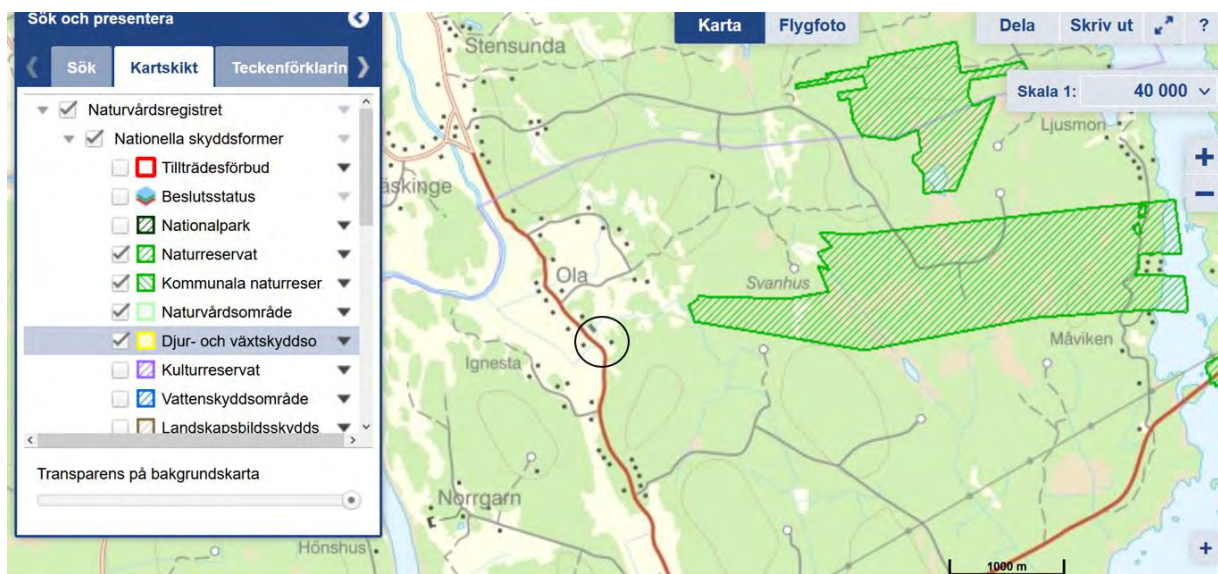 Sök och presentera
Sök
Kartskikt
Teckenförklarin
Naturvårdsregistret
Nationella skyddsformer
Tillträdesförbud
Beslutsstatus
Nationalpark
Naturreservat
Kommunala naturreser
Naturvårdsområde
Djur- och växtskyddso
Kulturreservat
Vattenskyddsområde
Landskapsbildsskydds
Transparens på bakgrundskarta
Karta
Flygfoto
Dela
Skriv ut
?
Skala 1:
40 000
+
−
Stensunda
Ljusmon
äskinge
Ola
Svanhus
Måviken
Ignesta
Norrgarn
Hönshus
1000 m
+